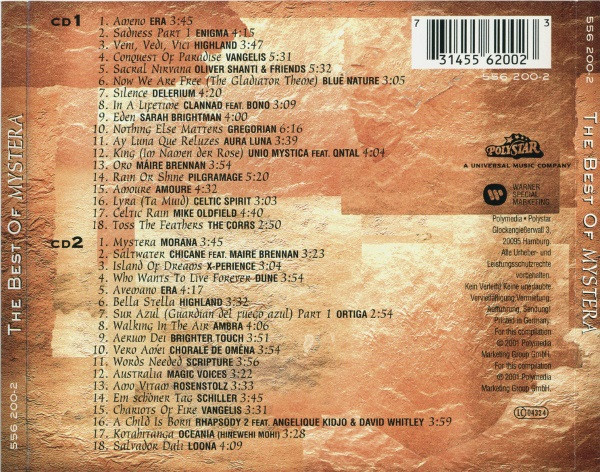 556 200-2
THE BEST OF MYSTERA
CD1
1. Ameno ERA 3:45
2. Sadness Part 1 ENIGMA 4:15
3. Veni, Vedi, Vici HIGHLAND 3:47
4. Conquest Of Paradise VANGELIS 5:31
5. Sacral Nirvana OLIVER SHANTI & FRIENDS 5:32
6. Now We Are Free (The Gladiator Theme) BLUE NATURE 3:05
7. Silence DELERIUM 4:20
8. In A Lifetime CLANNAD FEAT. BONO 3:09
9. Eden SARAH BRIGHTMAN 4:00
10. Nothing Else Matters GREGORIAN 6:16
11. Ay Luna Que Reluzes AURA LUNA 3:39
12. King (Im Namen der Rose) UNIO MYSTICA FEAT. QNTAL 4:04
13. Oro MÁIRE BRENNAN 3:54
14. Rain Or Shine PILGRAMAGE 5:20
15. Amoure AMOURE 4:32
16. Lyra (Ta Muid) CELTIC SPIRIT 3:03
17. Celtic Rain MIKE OLDFIELD 4:40
18. Toss The Feathers THE CORRS 2:50
CD2
1. Mystera MORANA 3:45
2. Saltwater CHICANE FEAT. MAIRE BRENNAN 3:23
3. Island Of Dreams X-PERIENCE 3:04
4. Who Wants To Live Forever DUNE 3:54
5. Avemano ERA 4:17
6. Bella Stella HIGHLAND 3:32
7. Sur Azul (Guardian del fuego azul) Part 1 ORTIGA 2:54
8. Walking In The Air AMBRA 4:06
9. Aerum Dei BRIGHTER TOUCH 3:51
10. Vero Amei CHORALE DE OMÉNA 3:54
11. Words Needed SCRIPTURE 3:56
12. Australia MAGIC VOICES 3:22
13. Amo Vitam ROSENSTOLZ 3:33
14. Ein schöner Tag SCHILLER 3:45
15. Chariots Of Fire VANGELIS 3:31
16. A Child Is Born RHAPSODY 2 FEAT. ANGELIQUE KIDJO & DAVID WHITLEY 3:59
17. Kotahitanga OCEANIA (HINEWEHI MOHI) 3:28
18. Salvador Dali LOONA 4:09
7 31455 62002 3
556 200-2
POLYSTAR
A UNIVERSAL MUSIC COMPANY
WARNER
SPECIAL
MARKETING
Polymedia • Polystar
Glockengießerwall 3,
20095 Hamburg.
Alle Urheber- und
Leistungsschutzrechte
vorbehalten.
Kein Verleih! Keine unerlaubte
Vervielfältigung, Vermietung,
Aufführung, Sendung!
Printed in Germany.
For this compilation
℗ 2001 Polymedia
Marketing Group GmbH.
For this compilation
© 2001 Polymedia
Marketing Group GmbH.
LC 04334
556 200-2
THE BEST OF MYSTERA